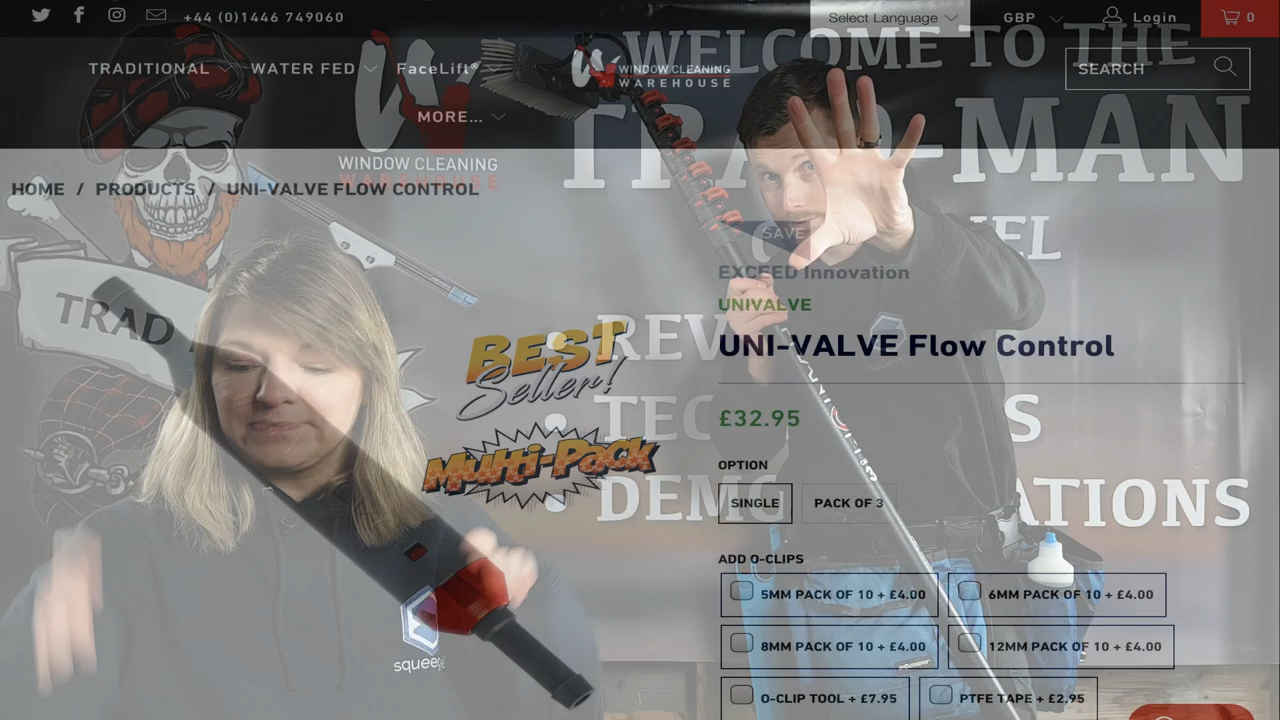 +44 (0)1446 749060
Select Language
GBP
Login
0
WELCOME TO THE
TRADITIONAL
WATER FED
FaceLift®
WINDOW CLEANING
WAREHOUSE
SEARCH
MORE...
-MAN
WINDOW CLEANING
WAREHOUSE
HOME / PRODUCTS / UNI-VALVE FLOW CONTROL
SAVE
EXCEED Innovation
TRAD
UNIVALVE
BEST
Seller!
UNI-VALVE Flow Control
£32.95
Multi-Pack
OPTION
SINGLE
PACK OF 3
ADD O-CLIPS
5MM PACK OF 10 + £4.00
6MM PACK OF 10 + £4.00
8MM PACK OF 10 + £4.00
12MM PACK OF 10 + £4.00
squeeg
O-CLIP TOOL + £7.95
PTFE TAPE + £2.95